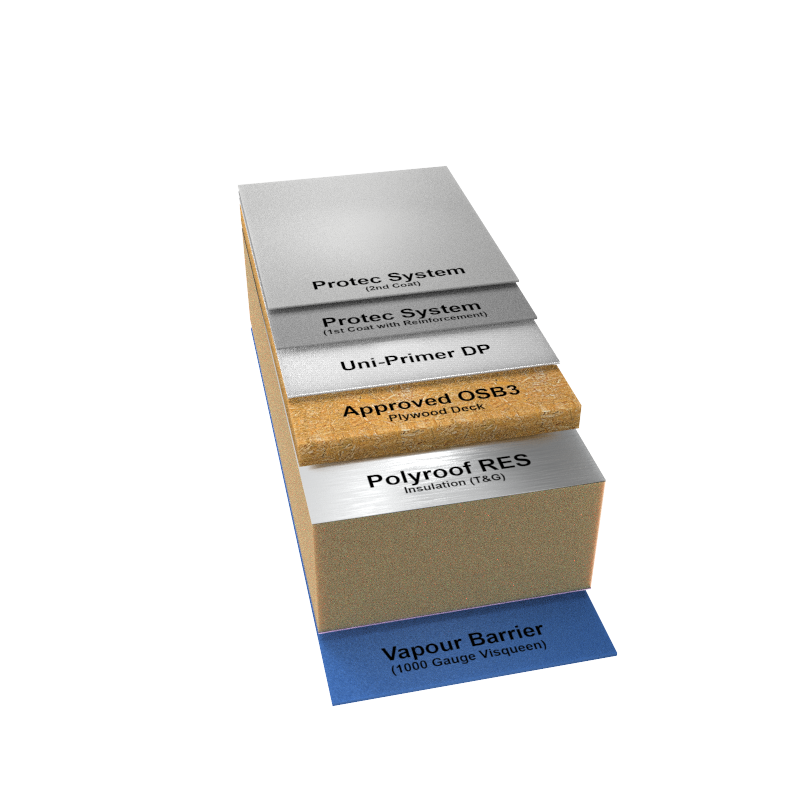 Protec System
(2nd Coat)
Protec System
(1st Coat with Reinforcement)
Uni-Primer DP
Approved OSB3
Plywood Deck
Polyroof RES
Insulation (T&G)
Vapour Barrier
(1000 Gauge Visqueen)